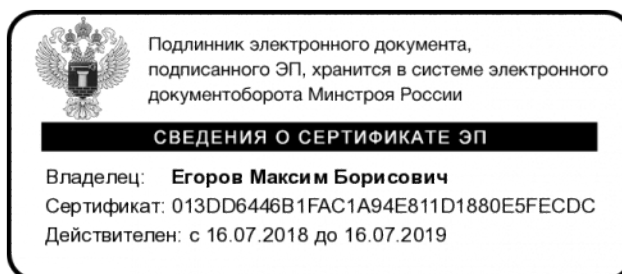 Подлинник электронного документа,
подписанного ЭП, хранится в системе электронного
документоборота Минстроя России
СВЕДЕНИЯ О СЕРТИФИКАТЕ ЭП
Владелец: Егоров Максим Борисович
Сертификат: 013DD6446B1FAC1A94E811D1880E5FECDC
Действителен: с 16.07.2018 до 16.07.2019